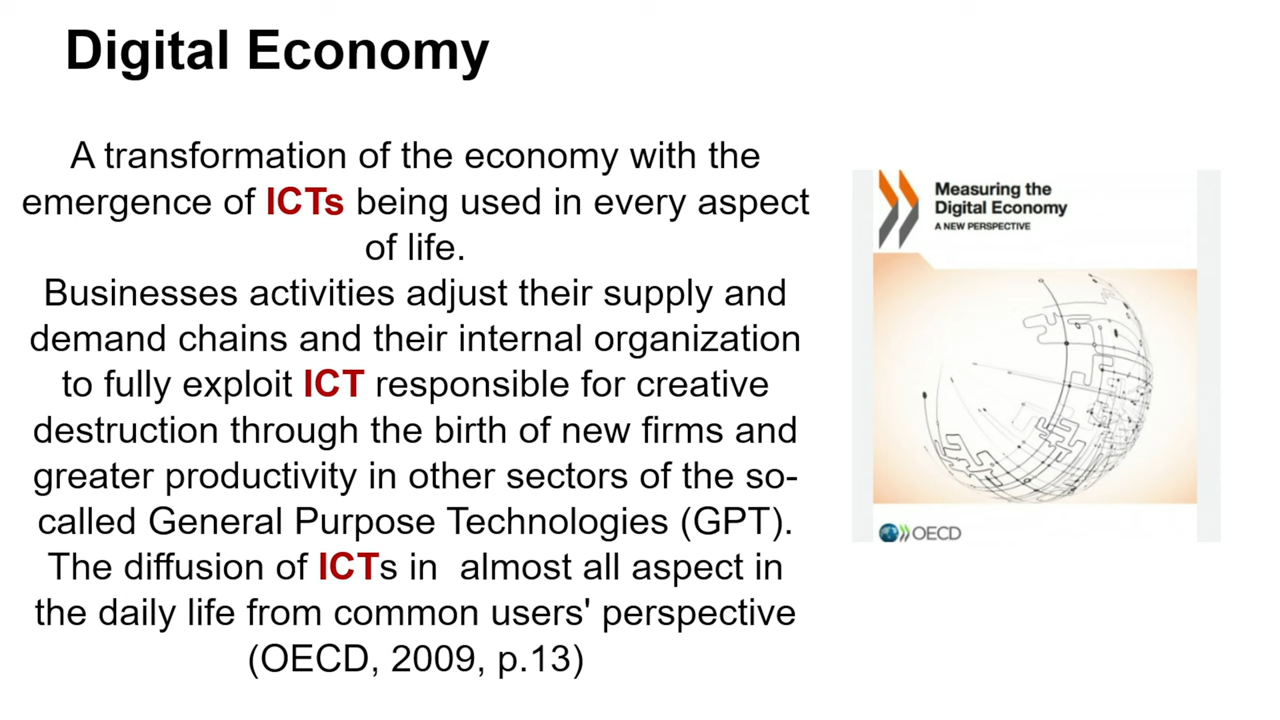 Digital Economy
A transformation of the economy with the
emergence of ICTs being used in every aspect
of life.
Businesses activities adjust their supply and
demand chains and their internal organization
to fully exploit ICT responsible for creative
destruction through the birth of new firms and
greater productivity in other sectors of the so-
called General Purpose Technologies (GPT).
The diffusion of ICTs in  almost all aspect in
the daily life from common users' perspective
(OECD, 2009, p.13)
Measuring the
Digital Economy
A NEW PERSPECTIVE
OECD